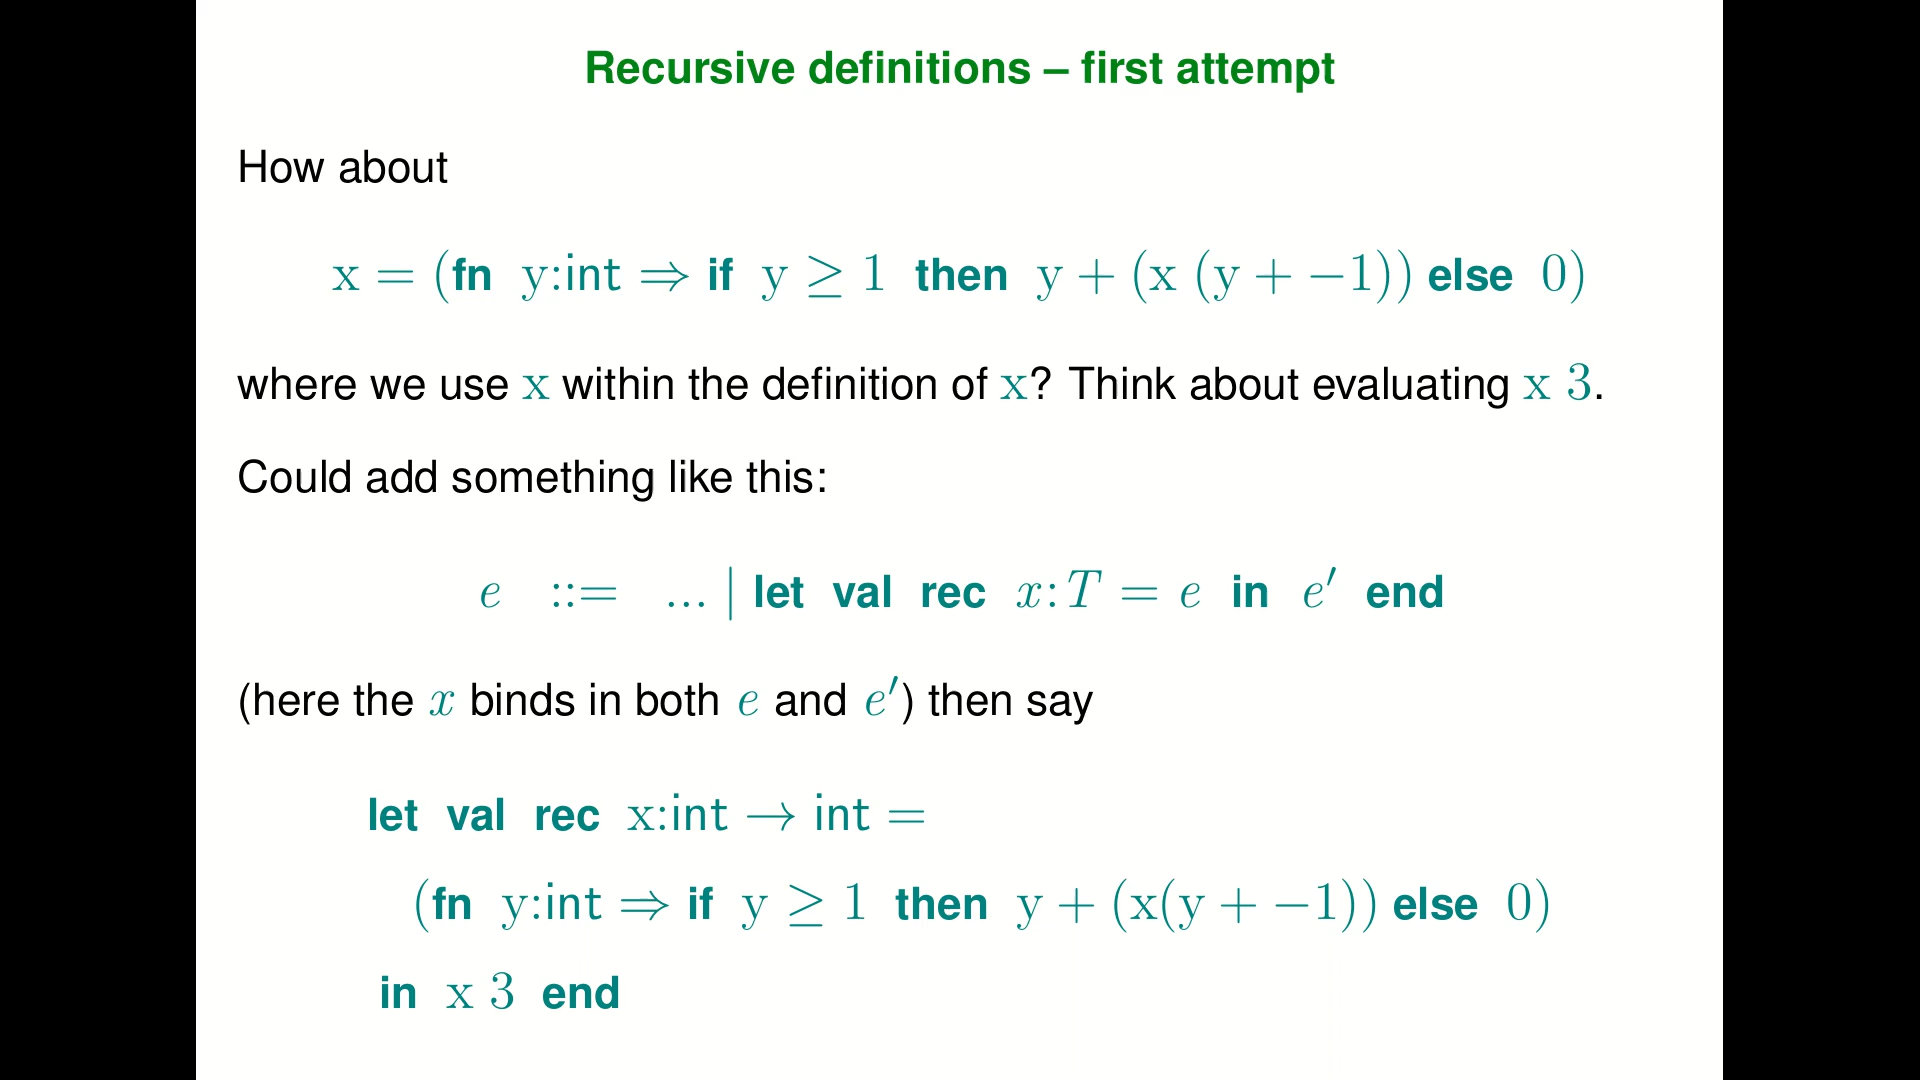 Recursive definitions – first attempt
How about
x = (fn y:int ⇒ if y ≥ 1 then y + (x (y + −1)) else 0)
where we use x within the definition of x? Think about evaluating x 3.
Could add something like this:
e ::= ... | let val rec x:T = e in e′ end
(here the x binds in both e and e′) then say
let val rec x:int → int =
(fn y:int ⇒ if y ≥ 1 then y + (x(y + −1)) else 0)
in x 3 end